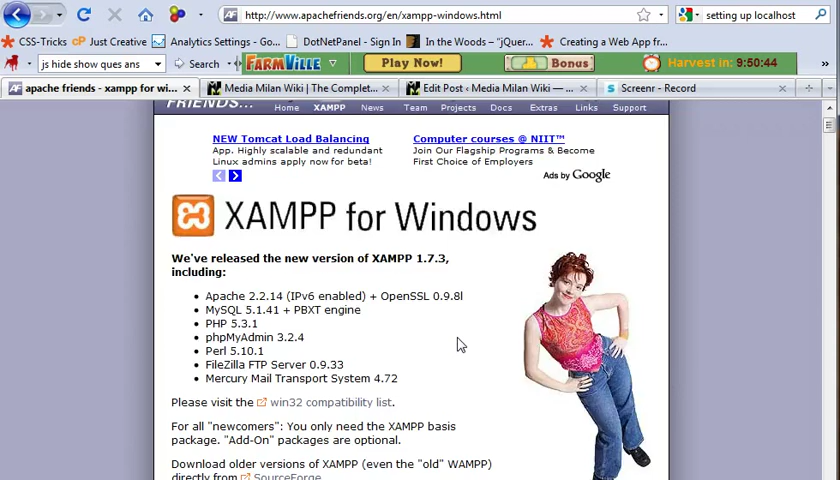 http://www.apachefriends.org/en/xampp-windows.html
setting up localhost
CSS-Tricks
Just Creative
Analytics Settings - Go...
DotNetPanel - Sign In
In the Woods – "jQuer...
Creating a Web App fr...
js hide show ques ans
Search
FARMVILLE
Play Now!
Bonus
Harvest in: 9:50:44
»
apache friends - xampp for wi...
Media Milan Wiki | The Complet...
Edit Post ‹ Media Milan Wiki —...
Screenr - Record
FRIENDS...
Home
XAMPP
News
Team
Projects
Docs
Extras
Links
Support
NEW Tomcat Load Balancing
App. Highly scalable and redundant
Linux admins apply now for beta!
Computer courses @ NIIT™
Join Our Flagship Programs & Become
First Choice of Employers
Ads by Google
XAMPP for Windows
We've released the new version of XAMPP 1.7.3,
including:
Apache 2.2.14 (IPv6 enabled) + OpenSSL 0.9.8l
MySQL 5.1.41 + PBXT engine
PHP 5.3.1
phpMyAdmin 3.2.4
Perl 5.10.1
FileZilla FTP Server 0.9.33
Mercury Mail Transport System 4.72
Please visit the win32 compatibility list.
For all "newcomers": You only need the XAMPP basis
package. "Add-On" packages are optional.
Download older versions of XAMPP (even the "old" WAMPP)
directly from SourceForge.